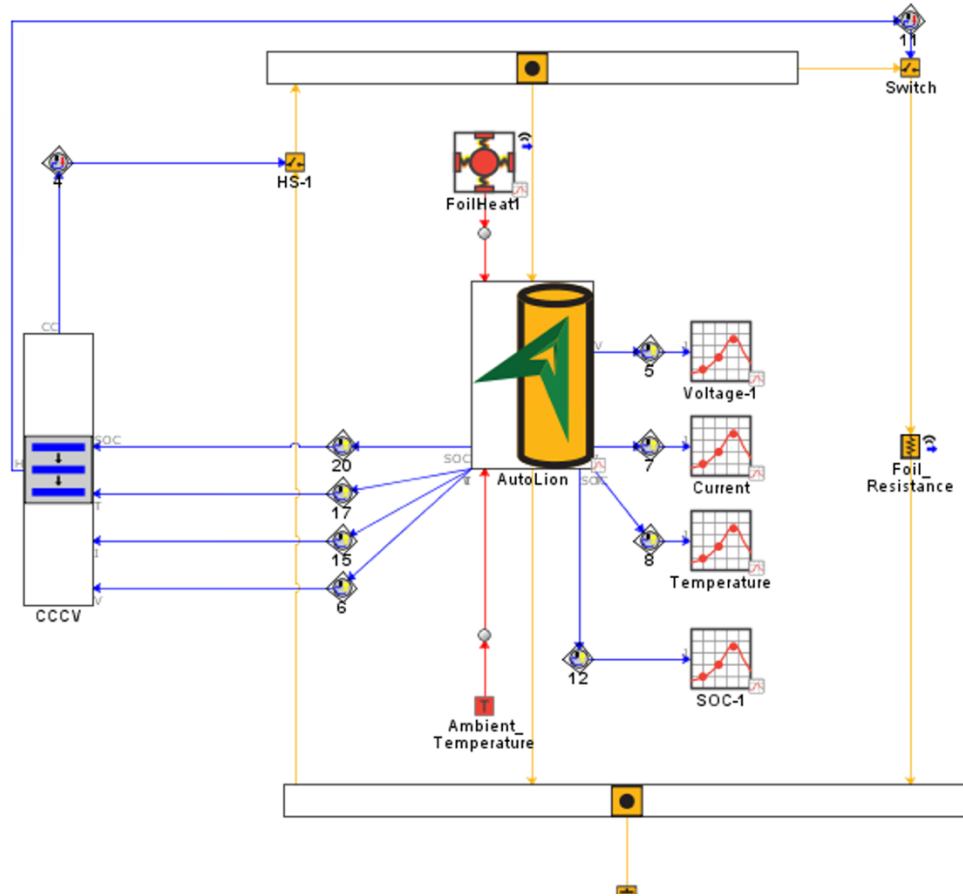 11
Switch
4
HS-1
FoilHeat1
CC
V
5
Voltage-1
SOC
H
20
SOC
AutoLion
7
Current
SOC
Foil_
Resistance
T
17
I
15
8
Temperature
V
6
CCCV
12
SOC-1
T
Ambient_
Temperature